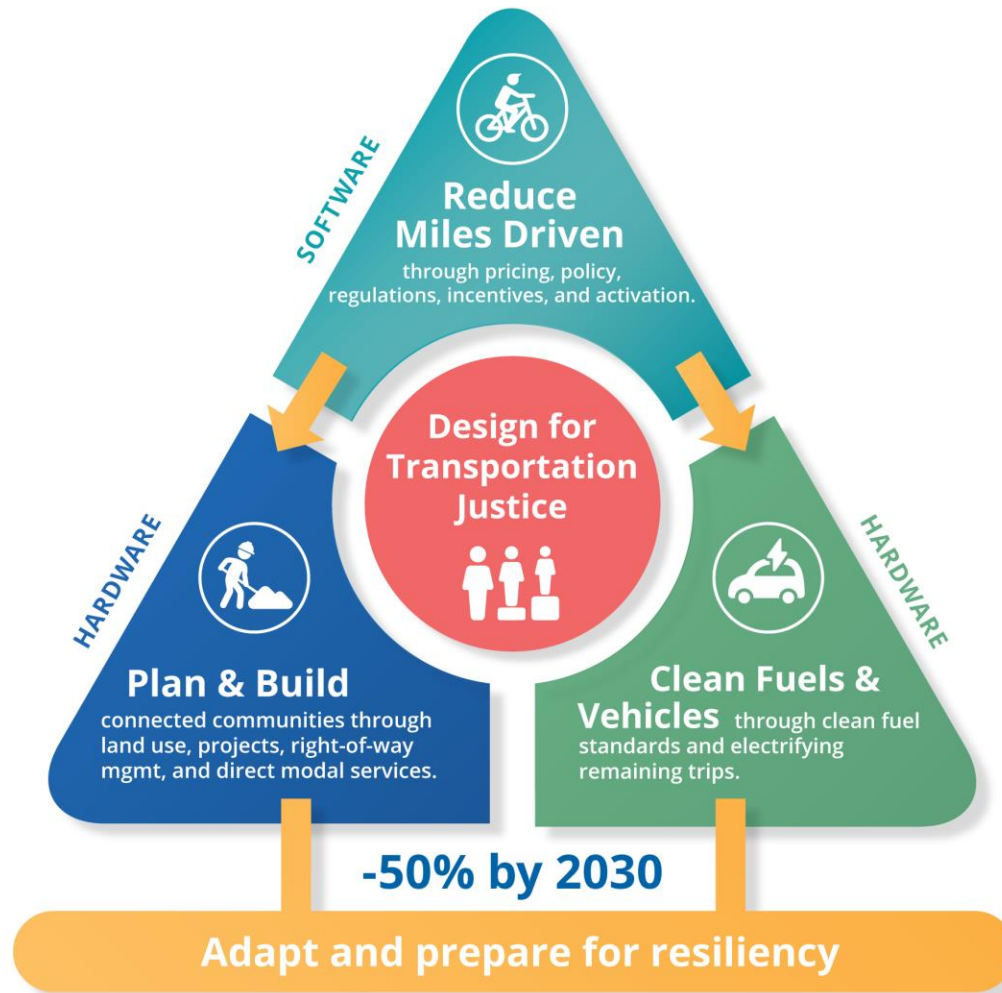 SOFTWARE
Reduce
Miles Driven
through pricing, policy,
regulations, incentives, and activation.
Design for
Transportation
Justice
HARDWARE
Plan & Build
connected communities through
land use, projects, right-of-way
mgmt, and direct modal services.
HARDWARE
Clean Fuels &
Vehicles through clean fuel
standards and electrifying
remaining trips.
-50% by 2030
Adapt and prepare for resiliency